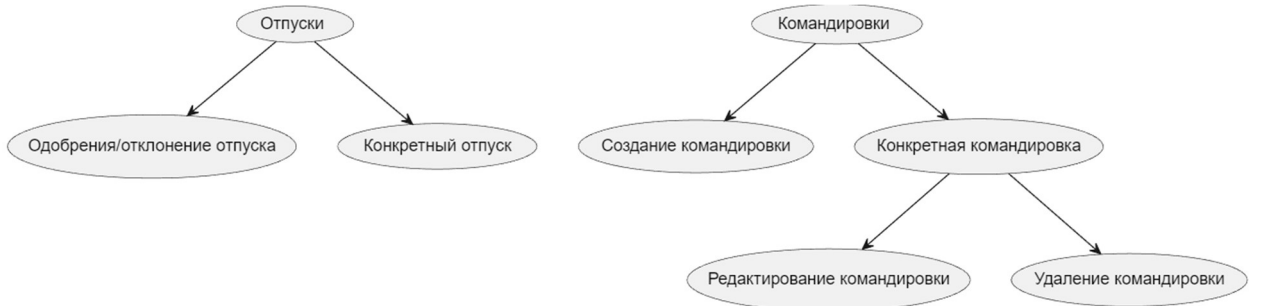 Отпуски
Командировки
Одобрения/отклонение отпуска
Конкретный отпуск
Создание командировки
Конкретная командировка
Редактирование командировки
Удаление командировки